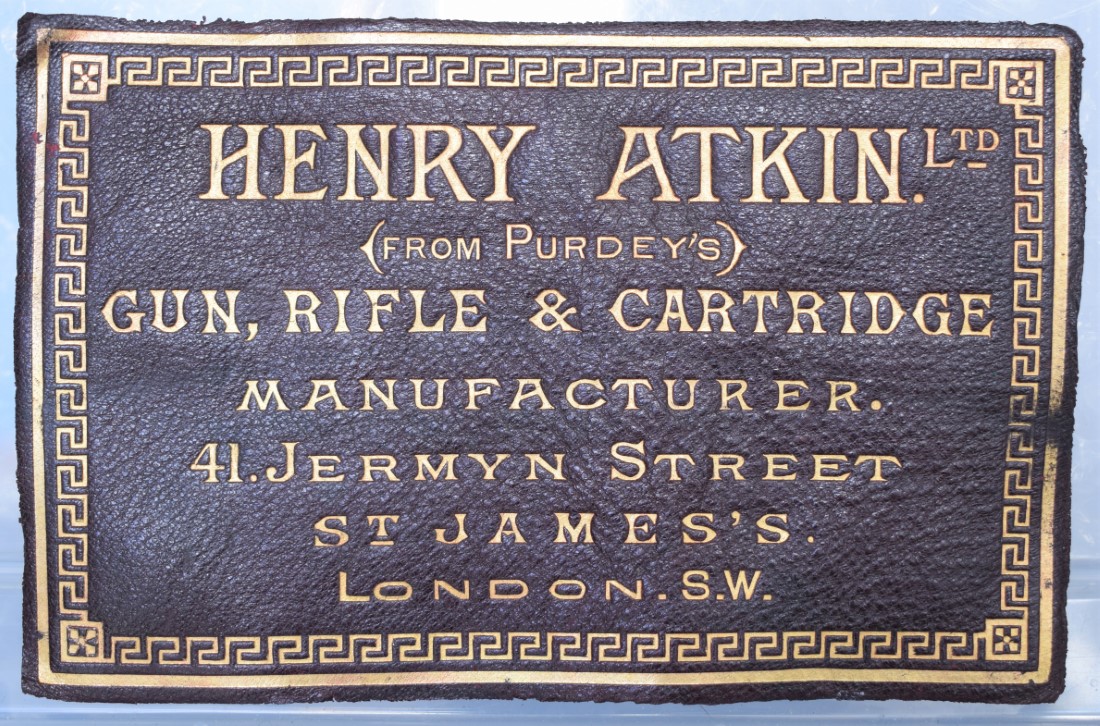 HENRY ATKIN. LTD
(FROM PURDEY'S)
GUN, RIFLE & CARTRIDGE
MANUFACTURER.
41. JERMYN STREET
ST JAMES'S.
LONDON. S.W.